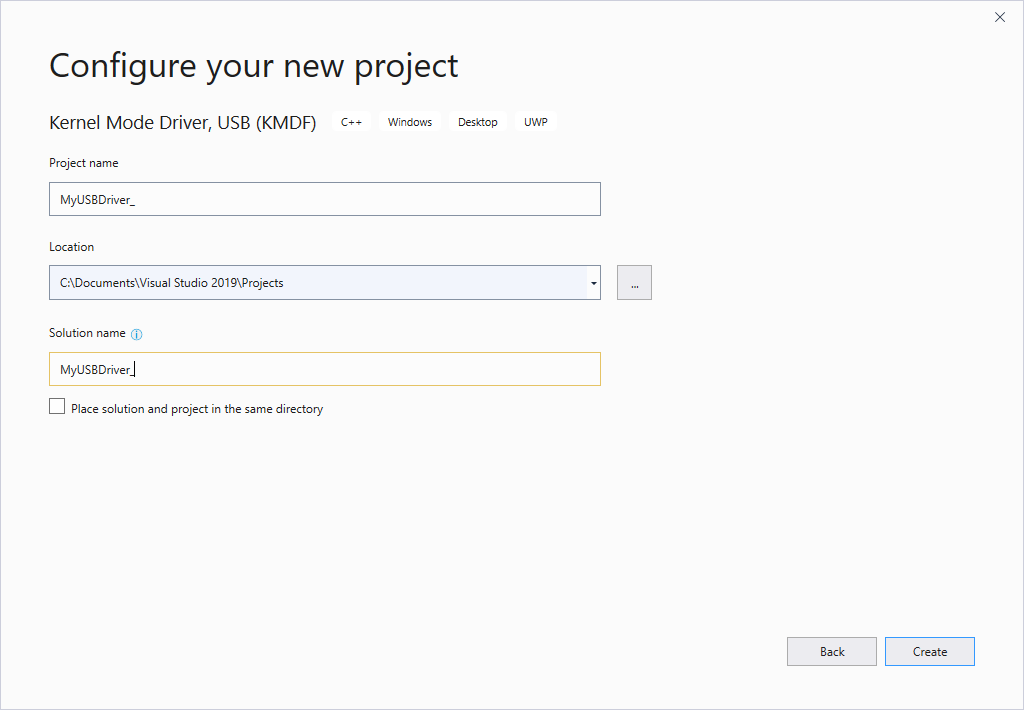 Configure your new project
Kernel Mode Driver, USB (KMDF) C++ Windows Desktop UWP
Project name
MyUSBDriver_
Location
C:\Documents\Visual Studio 2019\Projects
...
Solution name
MyUSBDriver_
Place solution and project in the same directory
Back Create